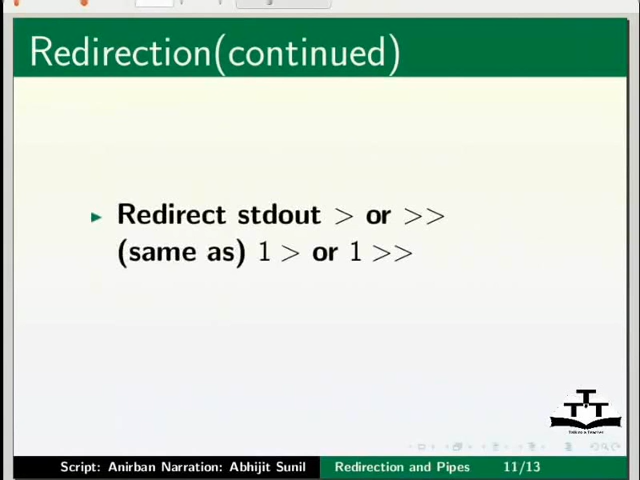 Redirection(continued)
Redirect stdout > or >>
(same as) 1 > or 1 >>
TTT
Script: Anirban Narration: Abhijit Sunil
Redirection and Pipes
11/13